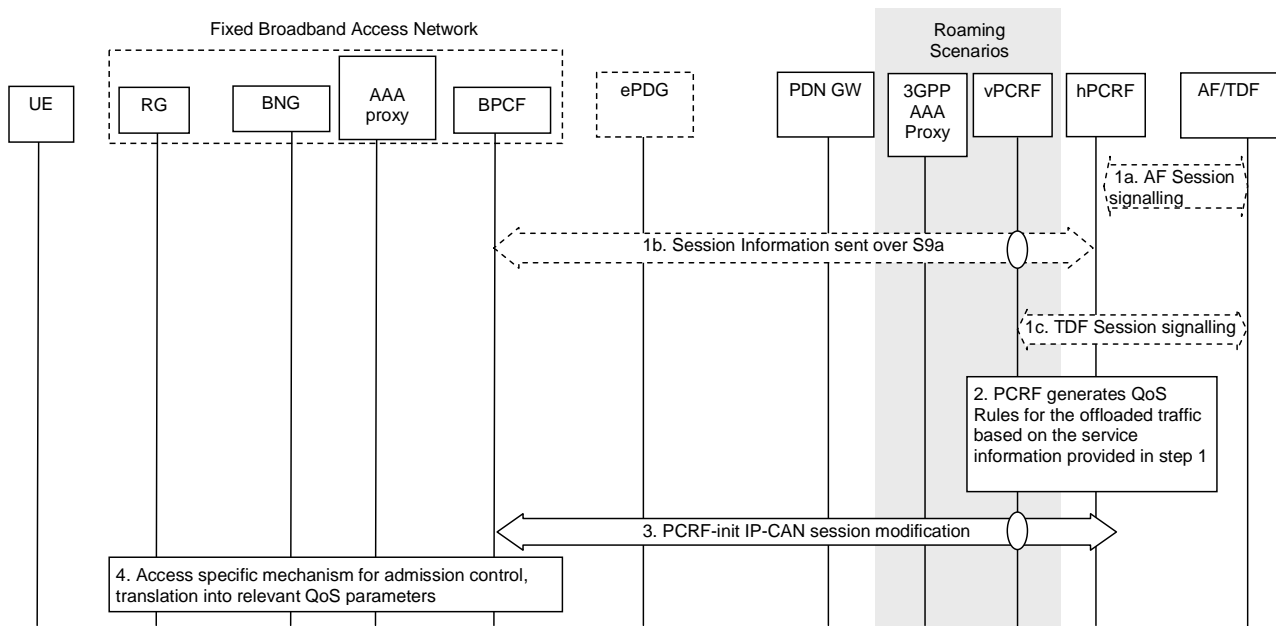 Fixed Broadband Access Network
Roaming
Scenarios
UE
RG
BNG
AAA
proxy
BPCF
ePDG
PDN GW
3GPP
AAA
Proxy
vPCRF
hPCRF
AF/TDF
1a. AF Session
signalling
1b. Session Information sent over S9a
1c. TDF Session signalling
2. PCRF generates QoS
Rules for the offloaded traffic
based on the service
information provided in step 1
3. PCRF-init IP-CAN session modification
4. Access specific mechanism for admission control,
translation into relevant QoS parameters